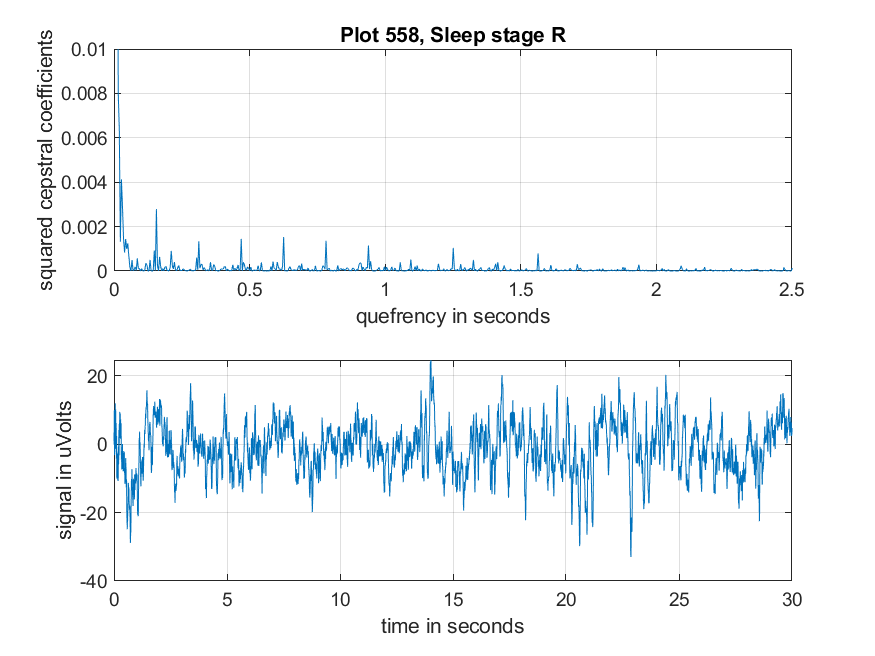 Plot 558, Sleep stage R
squared cepstral coefficients
0.01
0.008
0.006
0.004
0.002
0
0 0.5 1 1.5 2 2.5
quefrency in seconds
signal in uVolts
20
0
-20
-40
0 5 10 15 20 25 30
time in seconds